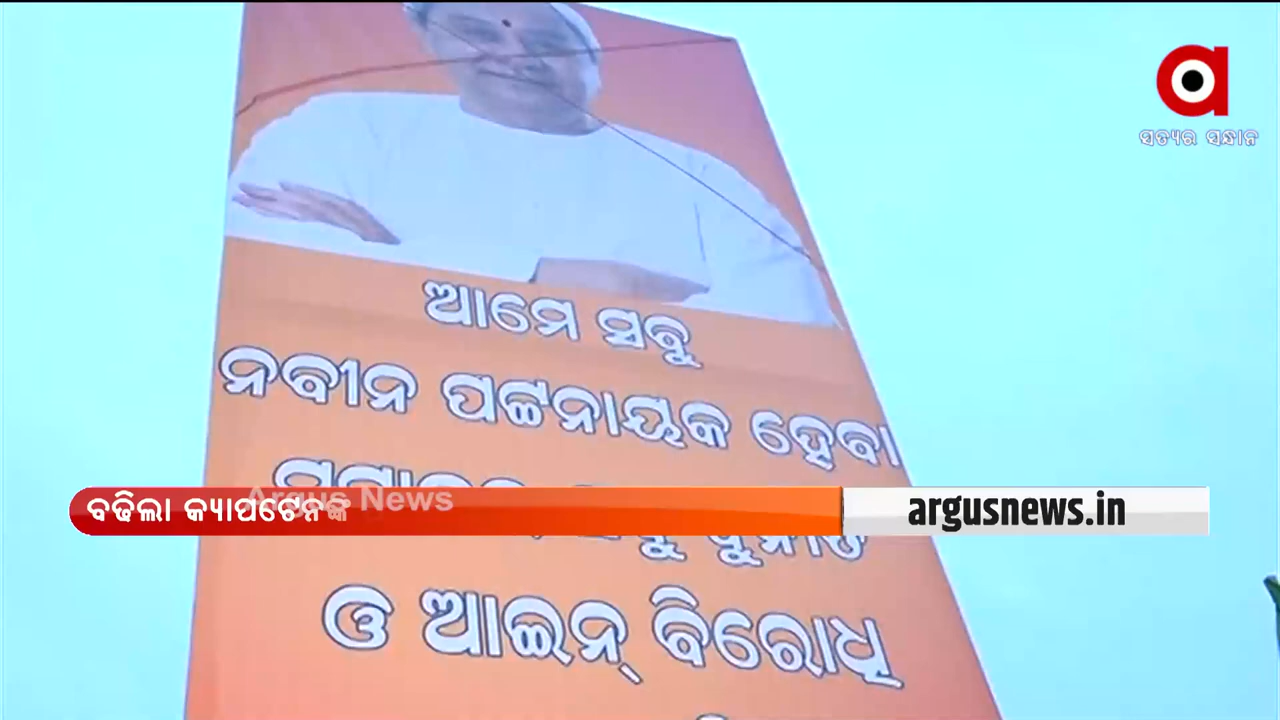 ସତ୍ୟର ସନ୍ଧାନ
ଆମେ ସବୁ
ନବୀନ ପଟ୍ଟନାୟକ ହେବା
ବଢିଲା କ୍ୟାପଟେନଙ୍କ
Argus News
argusnews.in
ଓ ଆଇନ୍ ବିରୋଧି